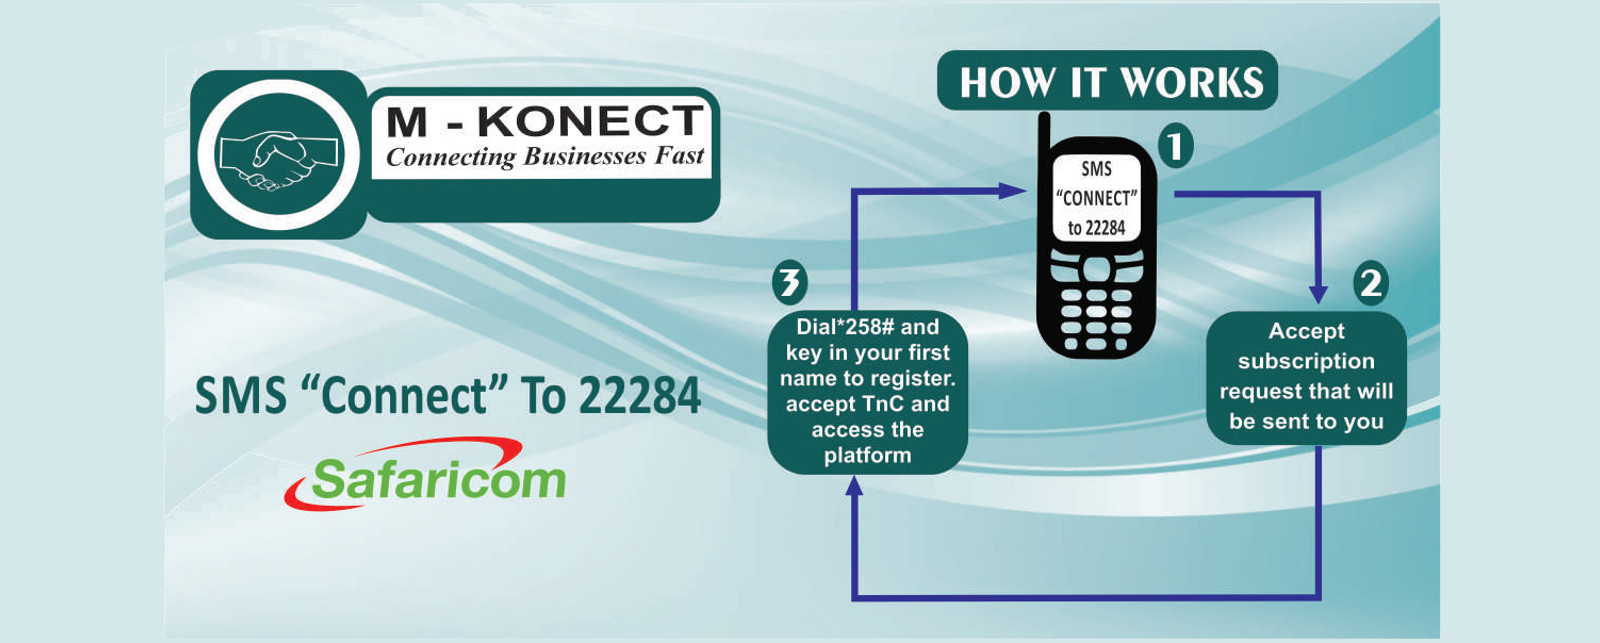 M - KONECT
Connecting Businesses Fast
SMS “Connect” To 22284
Safaricom
HOW IT WORKS
1
SMS
“CONNECT”
to 22284
2
Accept
subscription
request that will
be sent to you
3
Dial*258# and
key in your first
name to register.
accept TnC and
access the
platform